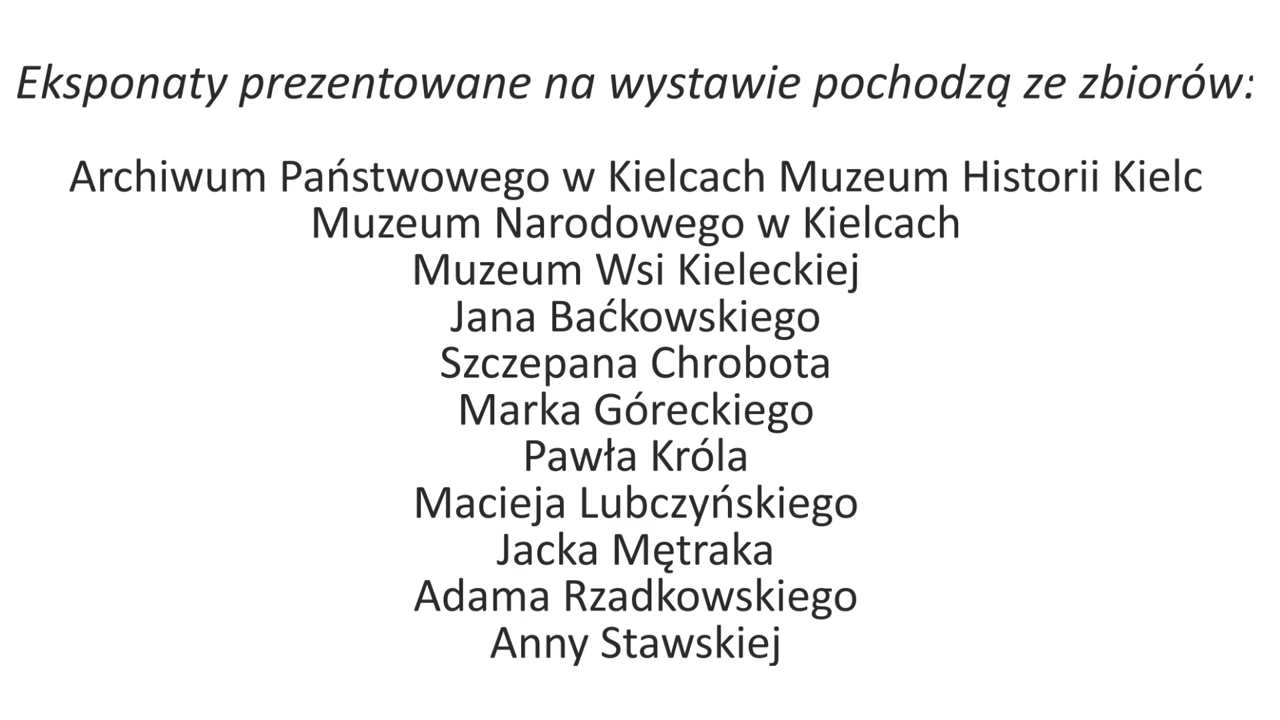 Eksponaty prezentowane na wystawie pochodzą ze zbiorów:
Archiwum Państwowego w Kielcach Muzeum Historii Kielc
Muzeum Narodowego w Kielcach
Muzeum Wsi Kieleckiej
Jana Baćkowskiego
Szczepana Chrobota
Marka Góreckiego
Pawła Króla
Macieja Lubczyńskiego
Jacka Mętraka
Adama Rzadkowskiego
Anny Stawskiej